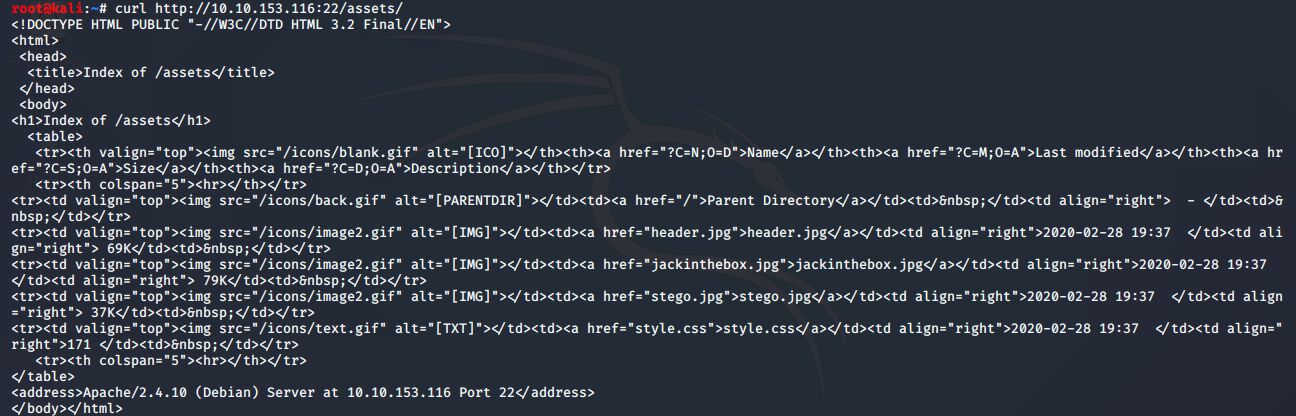 root@kali:~# curl http://10.10.153.116:22/assets/
<!DOCTYPE HTML PUBLIC "-//W3C//DTD HTML 3.2 Final//EN">
<html>
 <head>
  <title>Index of /assets</title>
 </head>
 <body>
<h1>Index of /assets</h1>
  <table>
   <tr><th valign="top"><img src="/icons/blank.gif" alt="[ICO]"></th><th><a href="?C=N;O=D">Name</a></th><th><a href="?C=M;O=A">Last modified</a></th><th><a hr
ef="?C=S;O=A">Size</a></th><th><a href="?C=D;O=A">Description</a></th></tr>
   <tr><th colspan="5"><hr></th></tr>
<tr><td valign="top"><img src="/icons/back.gif" alt="[PARENTDIR]"></td><td><a href="/">Parent Directory</a></td><td>&nbsp;</td><td align="right">  - </td><td>&
nbsp;</td></tr>
<tr><td valign="top"><img src="/icons/image2.gif" alt="[IMG]"></td><td><a href="header.jpg">header.jpg</a></td><td align="right">2020-02-28 19:37  </td><td ali
gn="right"> 69K</td><td>&nbsp;</td></tr>
<tr><td valign="top"><img src="/icons/image2.gif" alt="[IMG]"></td><td><a href="jackinthebox.jpg">jackinthebox.jpg</a></td><td align="right">2020-02-28 19:37
</td><td align="right"> 79K</td><td>&nbsp;</td></tr>
<tr><td valign="top"><img src="/icons/image2.gif" alt="[IMG]"></td><td><a href="stego.jpg">stego.jpg</a></td><td align="right">2020-02-28 19:37  </td><td align
="right"> 37K</td><td>&nbsp;</td></tr>
<tr><td valign="top"><img src="/icons/text.gif" alt="[TXT]"></td><td><a href="style.css">style.css</a></td><td align="right">2020-02-28 19:37  </td><td align="
right">171 </td><td>&nbsp;</td></tr>
   <tr><th colspan="5"><hr></th></tr>
</table>
<address>Apache/2.4.10 (Debian) Server at 10.10.153.116 Port 22</address>
</body></html>